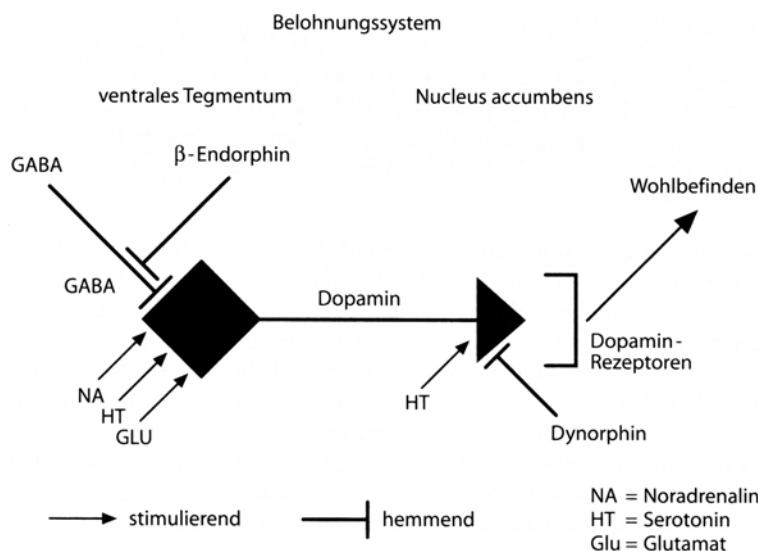 Belohnungssystem
ventrales Tegmentum
Nucleus accumbens
GABA
β-Endorphin
Wohlbefinden
GABA
Dopamin
Dopamin-
Rezeptoren
NA
HT
GLU
HT
Dynorphin
stimulierend
hemmend
NA = Noradrenalin
HT = Serotonin
Glu = Glutamat